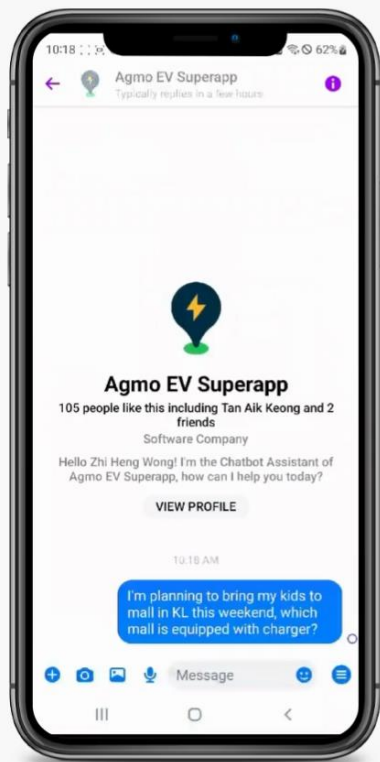 10:18
62%
Agmo EV Superapp
Typically replies in a few hours
Agmo EV Superapp
105 people like this including Tan Aik Keong and 2
friends
Software Company
Hello Zhi Heng Wong! I'm the Chatbot Assistant of
Agmo EV Superapp, how can I help you today?
VIEW PROFILE
10:18 AM
I'm planning to bring my kids to
mall in KL this weekend, which
mall is equipped with charger?
Message